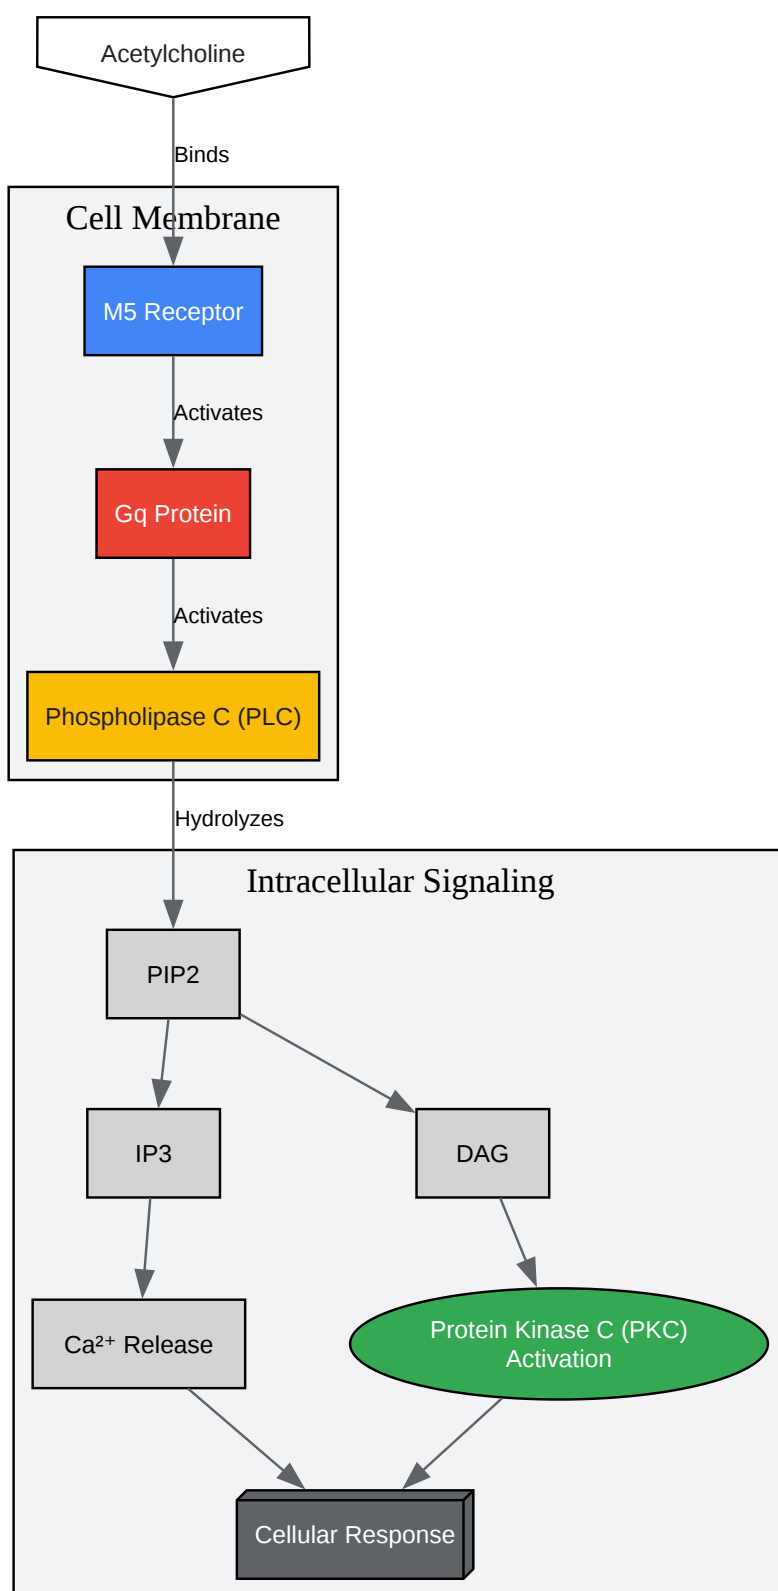 Acetylcholine
Binds
Cell Membrane
M5 Receptor
Activates
Gq Protein
Activates
Phospholipase C (PLC)
Hydrolyzes
Intracellular Signaling
PIP2
IP3
DAG
Ca²⁺ Release
Protein Kinase C (PKC)
Activation
Cellular Response